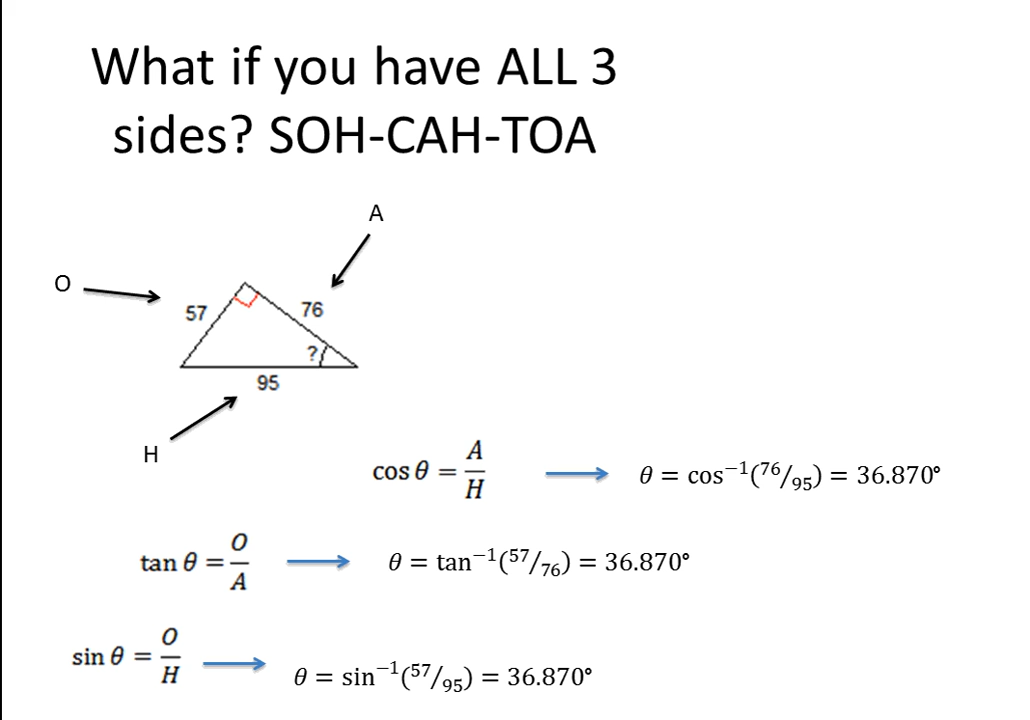 What if you have ALL 3
sides? SOH-CAH-TOA
A
O
57
76
?
95
H
cos θ = A/H
θ = cos⁻¹(76/95) = 36.870°
tan θ = O/A
θ = tan⁻¹(57/76) = 36.870°
sin θ = O/H
θ = sin⁻¹(57/95) = 36.870°